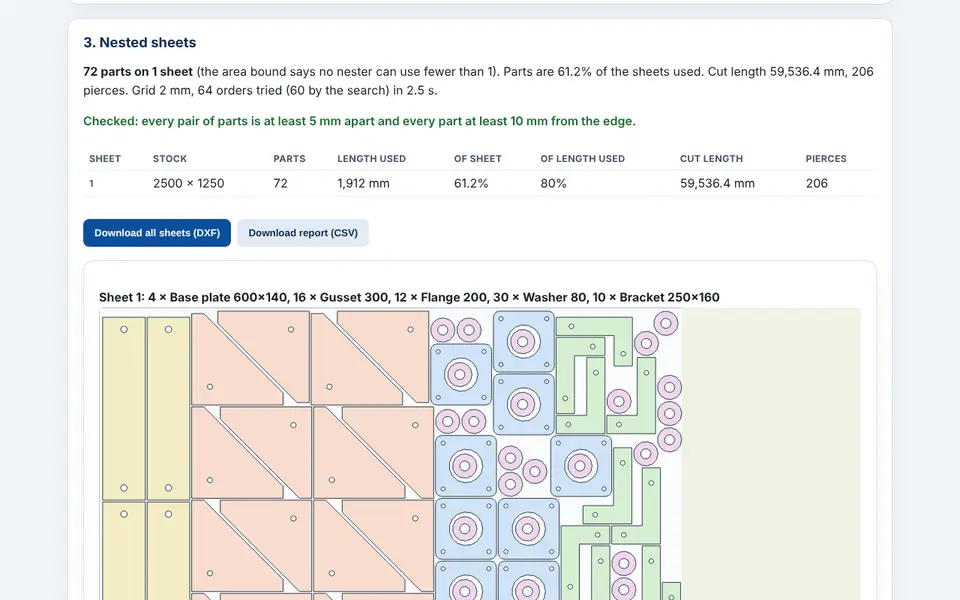 3. Nested sheets
72 parts on 1 sheet (the area bound says no nester can use fewer than 1). Parts are 61.2% of the sheets used. Cut length 59,536.4 mm, 206
pierces. Grid 2 mm, 64 orders tried (60 by the search) in 2.5 s.
Checked: every pair of parts is at least 5 mm apart and every part at least 10 mm from the edge.
SHEET STOCK PARTS LENGTH USED OF SHEET OF LENGTH USED CUT LENGTH PIERCES
1 2500 × 1250 72 1,912 mm 61.2% 80% 59,536.4 mm 206
Download all sheets (DXF) Download report (CSV)
Sheet 1: 4 × Base plate 600×140, 16 × Gusset 300, 12 × Flange 200, 30 × Washer 80, 10 × Bracket 250×160